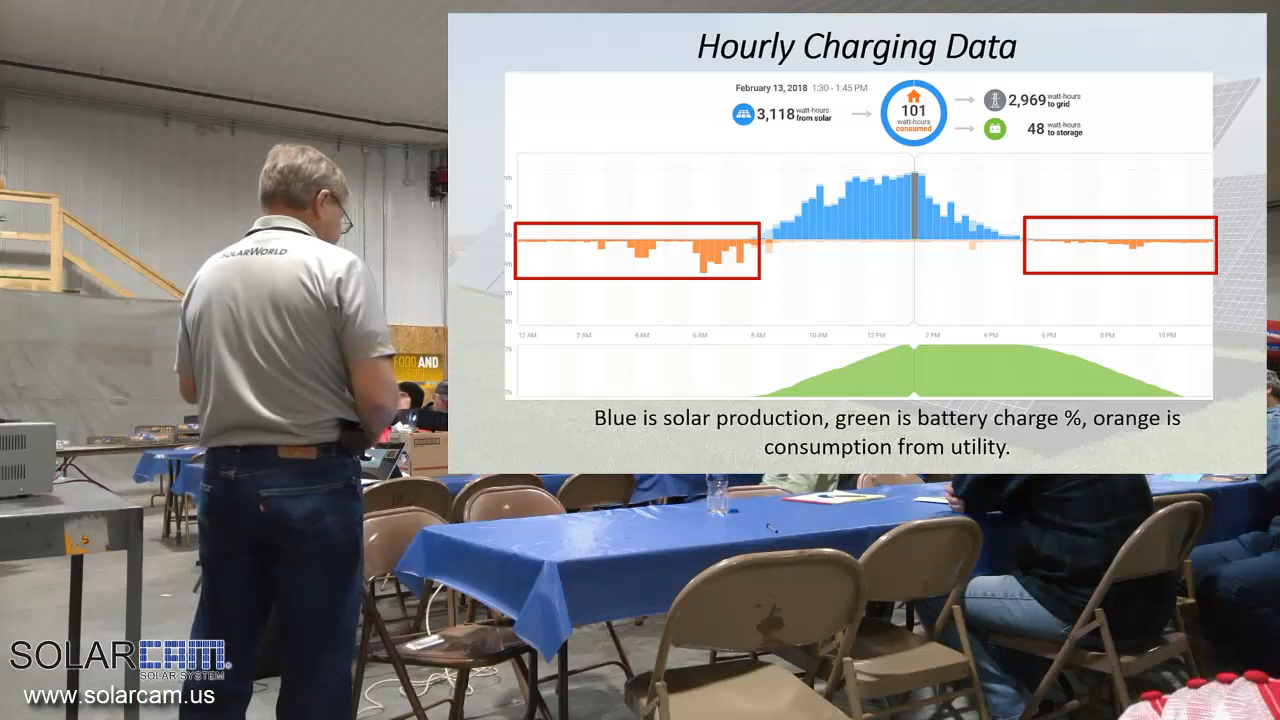 Hourly Charging Data
February 13, 2018 1:30 - 1:45 PM
3,118 watt-hours from solar
101 watt-hours consumed
2,969 watt-hours to grid
48 watt-hours to storage
12 AM 2 AM 4 AM 6 AM 8 AM 10 AM 12 PM 2 PM 4 PM 6 PM 8 PM 10 PM
Blue is solar production, green is battery charge %, orange is
consumption from utility.
SOLARWORLD
FOOD AND
SOLARCAM
SOLAR SYSTEM
www.solarcam.us